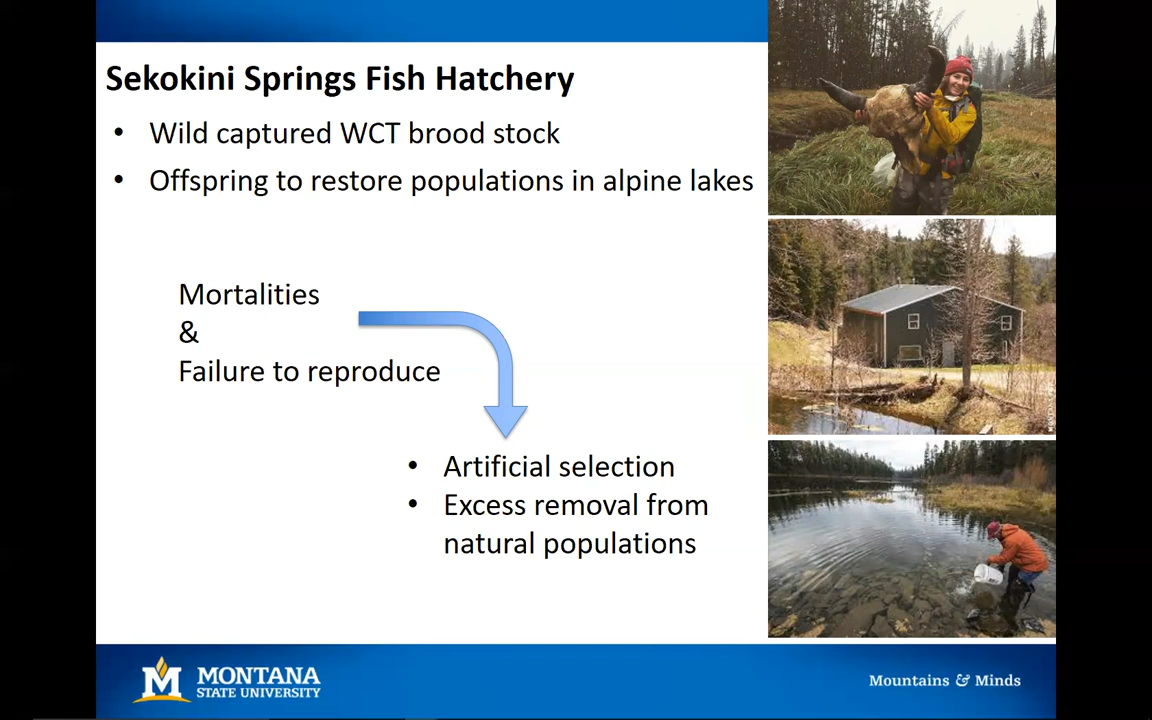 Sekokini Springs Fish Hatchery
• Wild captured WCT brood stock
• Offspring to restore populations in alpine lakes
Mortalities
&
Failure to reproduce
• Artificial selection
• Excess removal from
natural populations
M MONTANA
STATE UNIVERSITY
Mountains & Minds